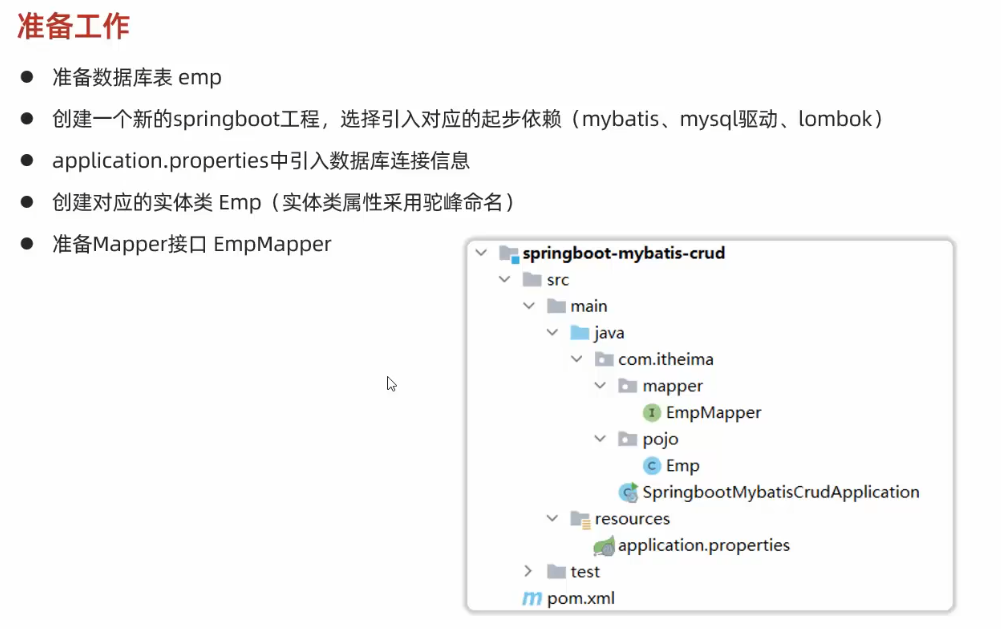 准备工作
● 准备数据库表 emp
● 创建一个新的springboot工程，选择引入对应的起步依赖（mybatis、mysql驱动、lombok）
● application.properties中引入数据库连接信息
● 创建对应的实体类 Emp（实体类属性采用驼峰命名）
● 准备Mapper接口 EmpMapper
springboot-mybatis-crud
src
main
java
com.itheima
mapper
I EmpMapper
pojo
C Emp
SpringbootMybatisCrudApplication
resources
application.properties
test
m pom.xml